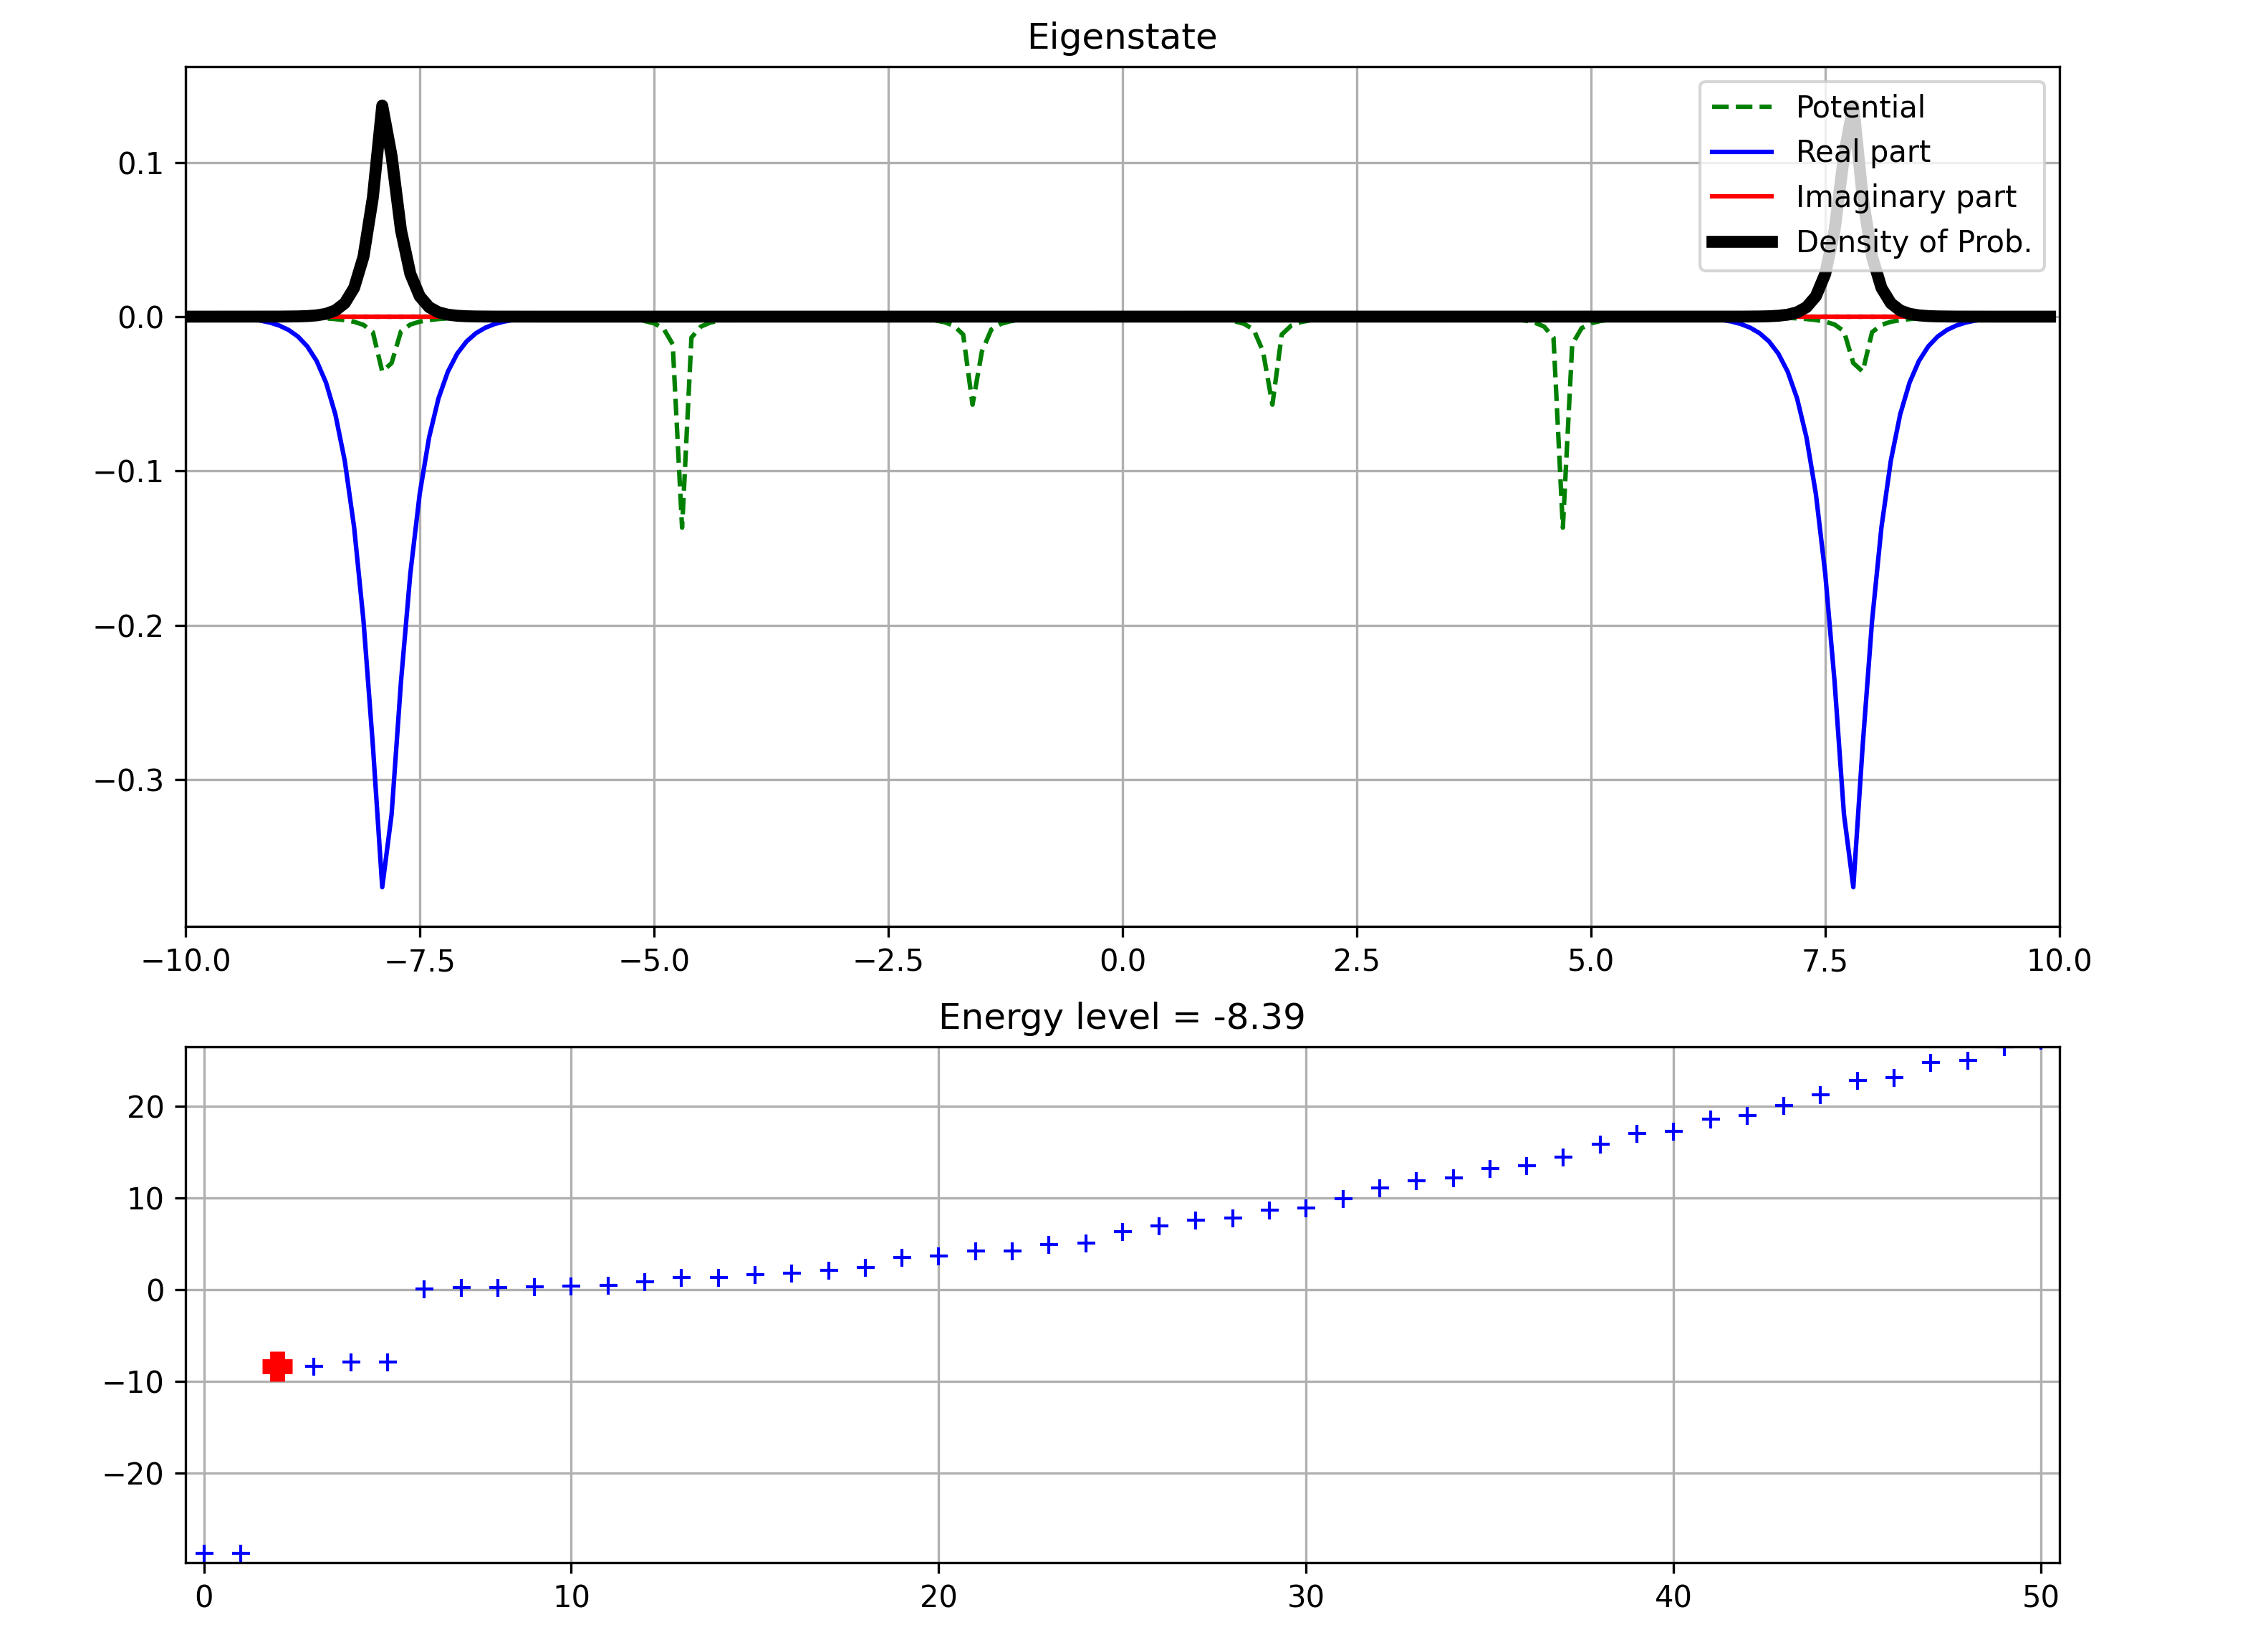 Eigenstate
Potential
Real part
Imaginary part
Density of Prob.
0.1
0.0
−0.1
−0.2
−0.3
−10.0 −7.5 −5.0 −2.5 0.0 2.5 5.0 7.5 10.0
Energy level = -8.39
20
10
0
−10
−20
0 10 20 30 40 50